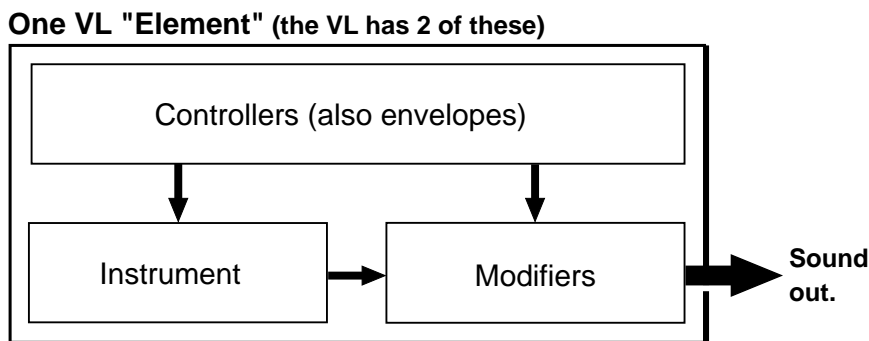 One VL "Element" (the VL has 2 of these)
Controllers (also envelopes)
Instrument
Modifiers
Sound
out.